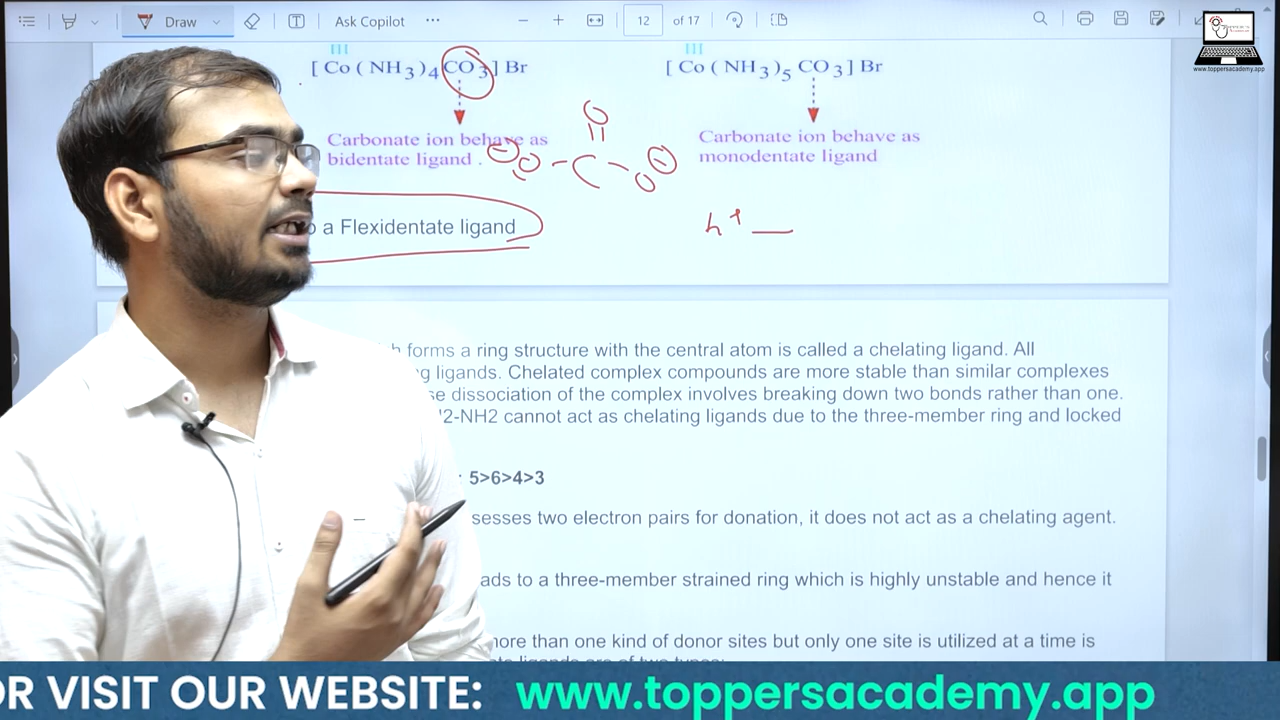 Draw
Ask Copilot
12 of 17
www.toppersacademy.app
III
III
[ Co ( NH3 )4 CO3 ]
[ Co ( NH3 )5 CO3 ] Br
Carbonate ion behave as
bidentate ligand .
Carbonate ion behave as
monodentate ligand
O
O C O
a Flexidentate ligand
forms a ring structure with the central atom is called a chelating ligand. All
ligands. Chelated complex compounds are more stable than similar complexes
dissociation of the complex involves breaking down two bonds rather than one.
2-NH2 cannot act as chelating ligands due to the three-member ring and locked
: 5>6>4>3
sesses two electron pairs for donation, it does not act as a chelating agent.
ads to a three-member strained ring which is highly unstable and hence it
more than one kind of donor sites but only one site is utilized at a time is
ligands are of two types:
OR VISIT OUR WEBSITE: www.toppersacademy.app